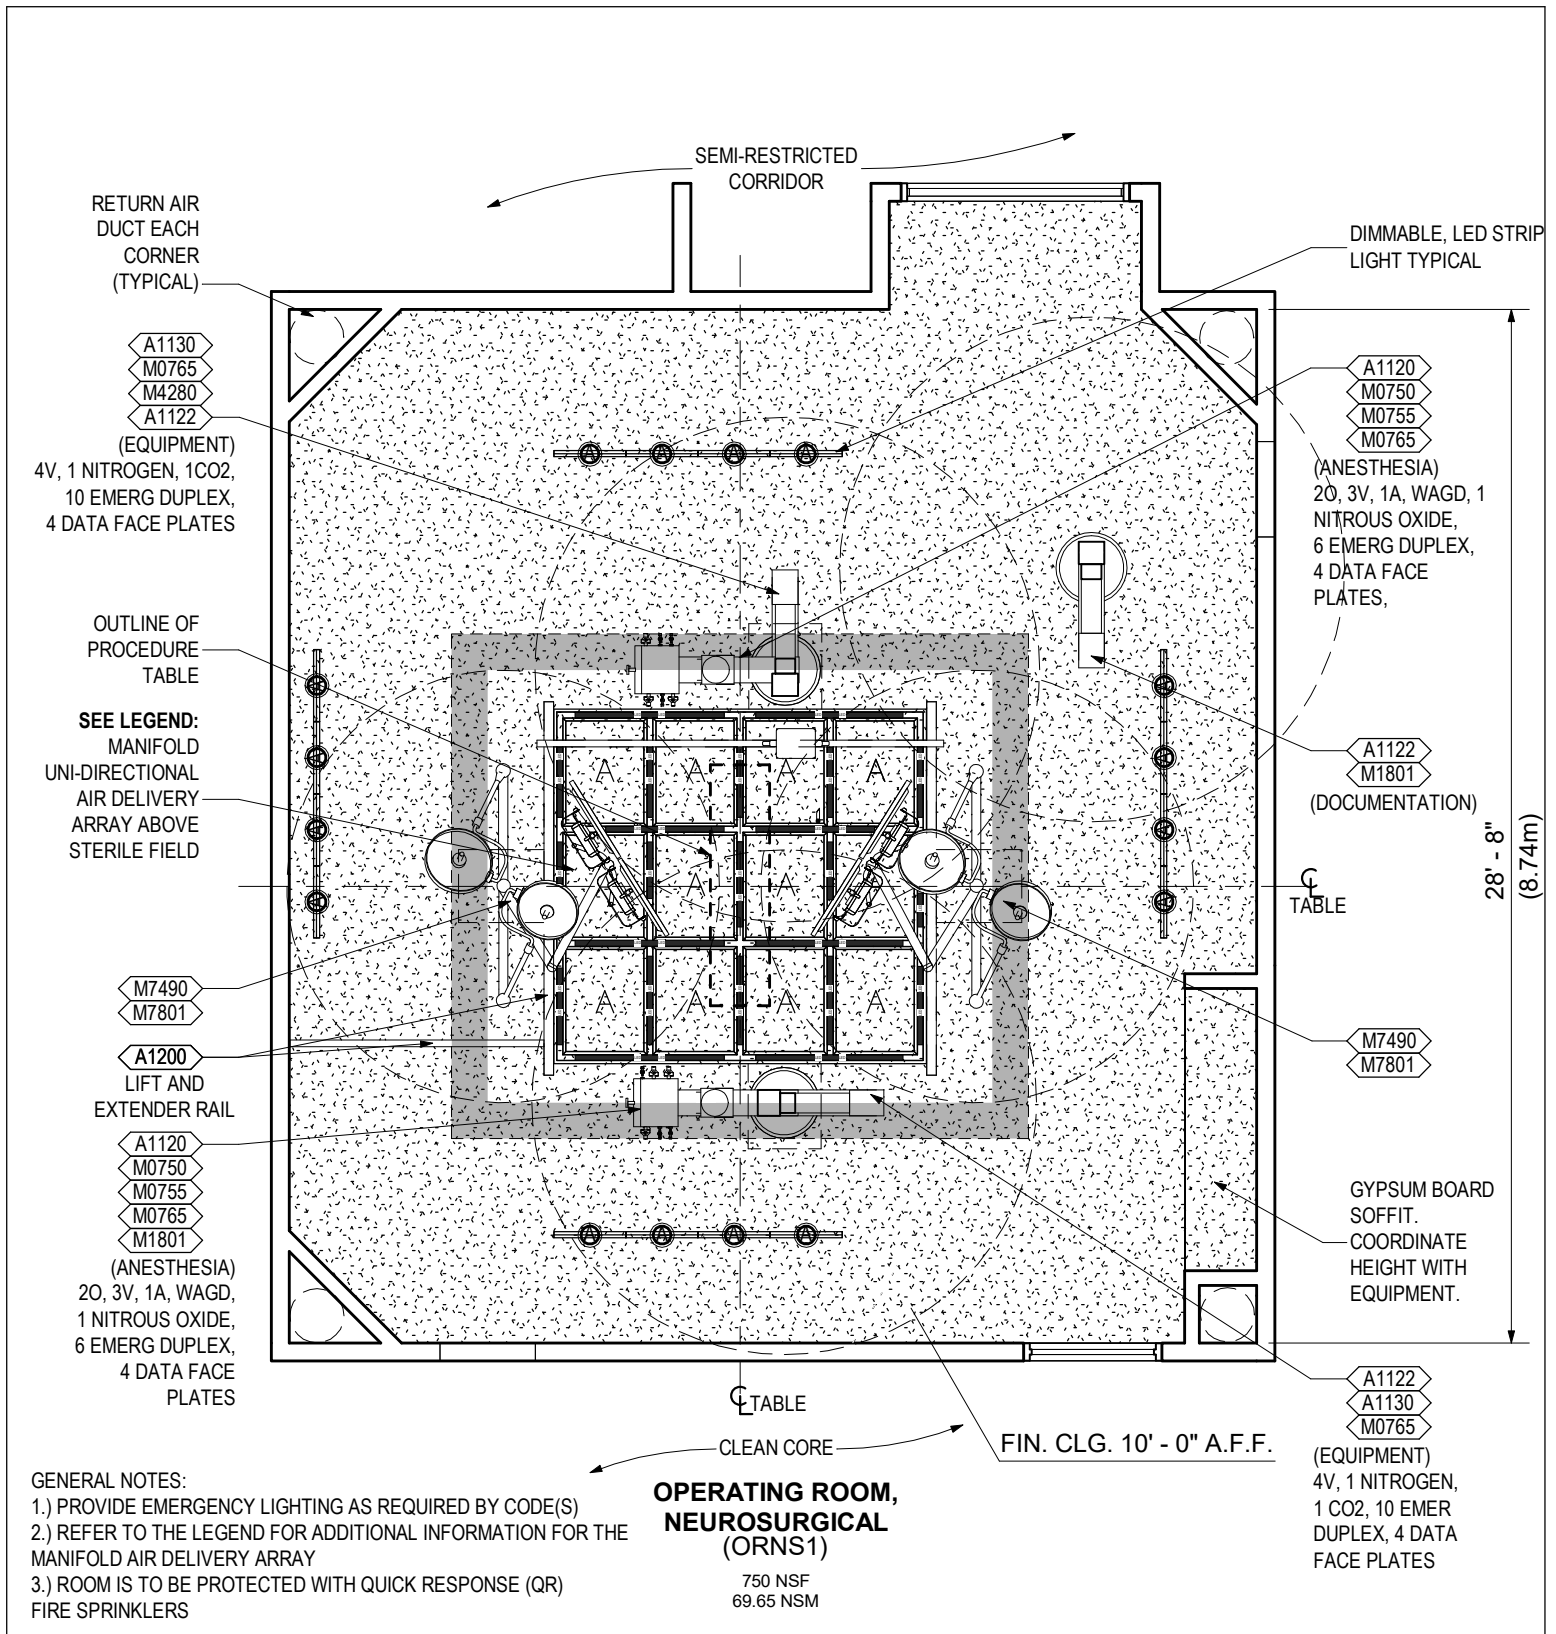 SEMI-RESTRICTED
CORRIDOR
RETURN AIR
DUCT EACH
CORNER
(TYPICAL)
DIMMABLE, LED STRIP
LIGHT TYPICAL
A1130
M0765
M4280
A1122
(EQUIPMENT)
4V, 1 NITROGEN, 1CO2,
10 EMERG DUPLEX,
4 DATA FACE PLATES
A1120
M0750
M0755
M0765
(ANESTHESIA)
2O, 3V, 1A, WAGD, 1
NITROUS OXIDE,
6 EMERG DUPLEX,
4 DATA FACE
PLATES,
OUTLINE OF
PROCEDURE
TABLE
SEE LEGEND:
MANIFOLD
UNI-DIRECTIONAL
AIR DELIVERY
ARRAY ABOVE
STERILE FIELD
A1122
M1801
(DOCUMENTATION)
28' - 8"
(8.74m)
A A A A
A A
A A A A
A A A A
A A A A
A A A A
A A A A
CL
TABLE
M7490
M7801
A1200
LIFT AND
EXTENDER RAIL
M7490
M7801
A1120
M0750
M0755
M0765
M1801
(ANESTHESIA)
2O, 3V, 1A, WAGD,
1 NITROUS OXIDE,
6 EMERG DUPLEX,
4 DATA FACE
PLATES
GYPSUM BOARD
SOFFIT.
COORDINATE
HEIGHT WITH
EQUIPMENT.
CL TABLE
CLEAN CORE
FIN. CLG. 10' - 0" A.F.F.
A1122
A1130
M0765
(EQUIPMENT)
4V, 1 NITROGEN,
1 CO2, 10 EMER
DUPLEX, 4 DATA
FACE PLATES
GENERAL NOTES:
1.) PROVIDE EMERGENCY LIGHTING AS REQUIRED BY CODE(S)
2.) REFER TO THE LEGEND FOR ADDITIONAL INFORMATION FOR THE
MANIFOLD AIR DELIVERY ARRAY
3.) ROOM IS TO BE PROTECTED WITH QUICK RESPONSE (QR)
FIRE SPRINKLERS
OPERATING ROOM,
NEUROSURGICAL
(ORNS1)
750 NSF
69.65 NSM